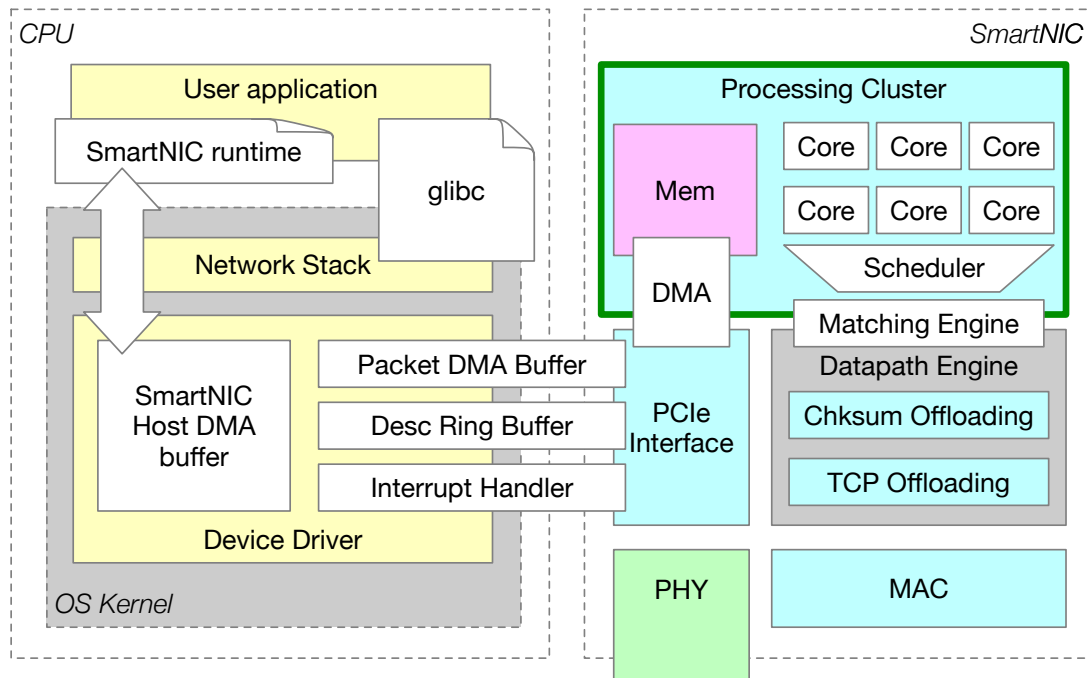 CPU
User application
SmartNIC runtime
glibc
Network Stack
SmartNIC
Host DMA
buffer
Packet DMA Buffer
Desc Ring Buffer
Interrupt Handler
Device Driver
OS Kernel
SmartNIC
Processing Cluster
Mem
Core
Core
Core
Core
Core
Core
Scheduler
DMA
Matching Engine
Datapath Engine
PCIe
Interface
Chksum Offloading
TCP Offloading
PHY
MAC